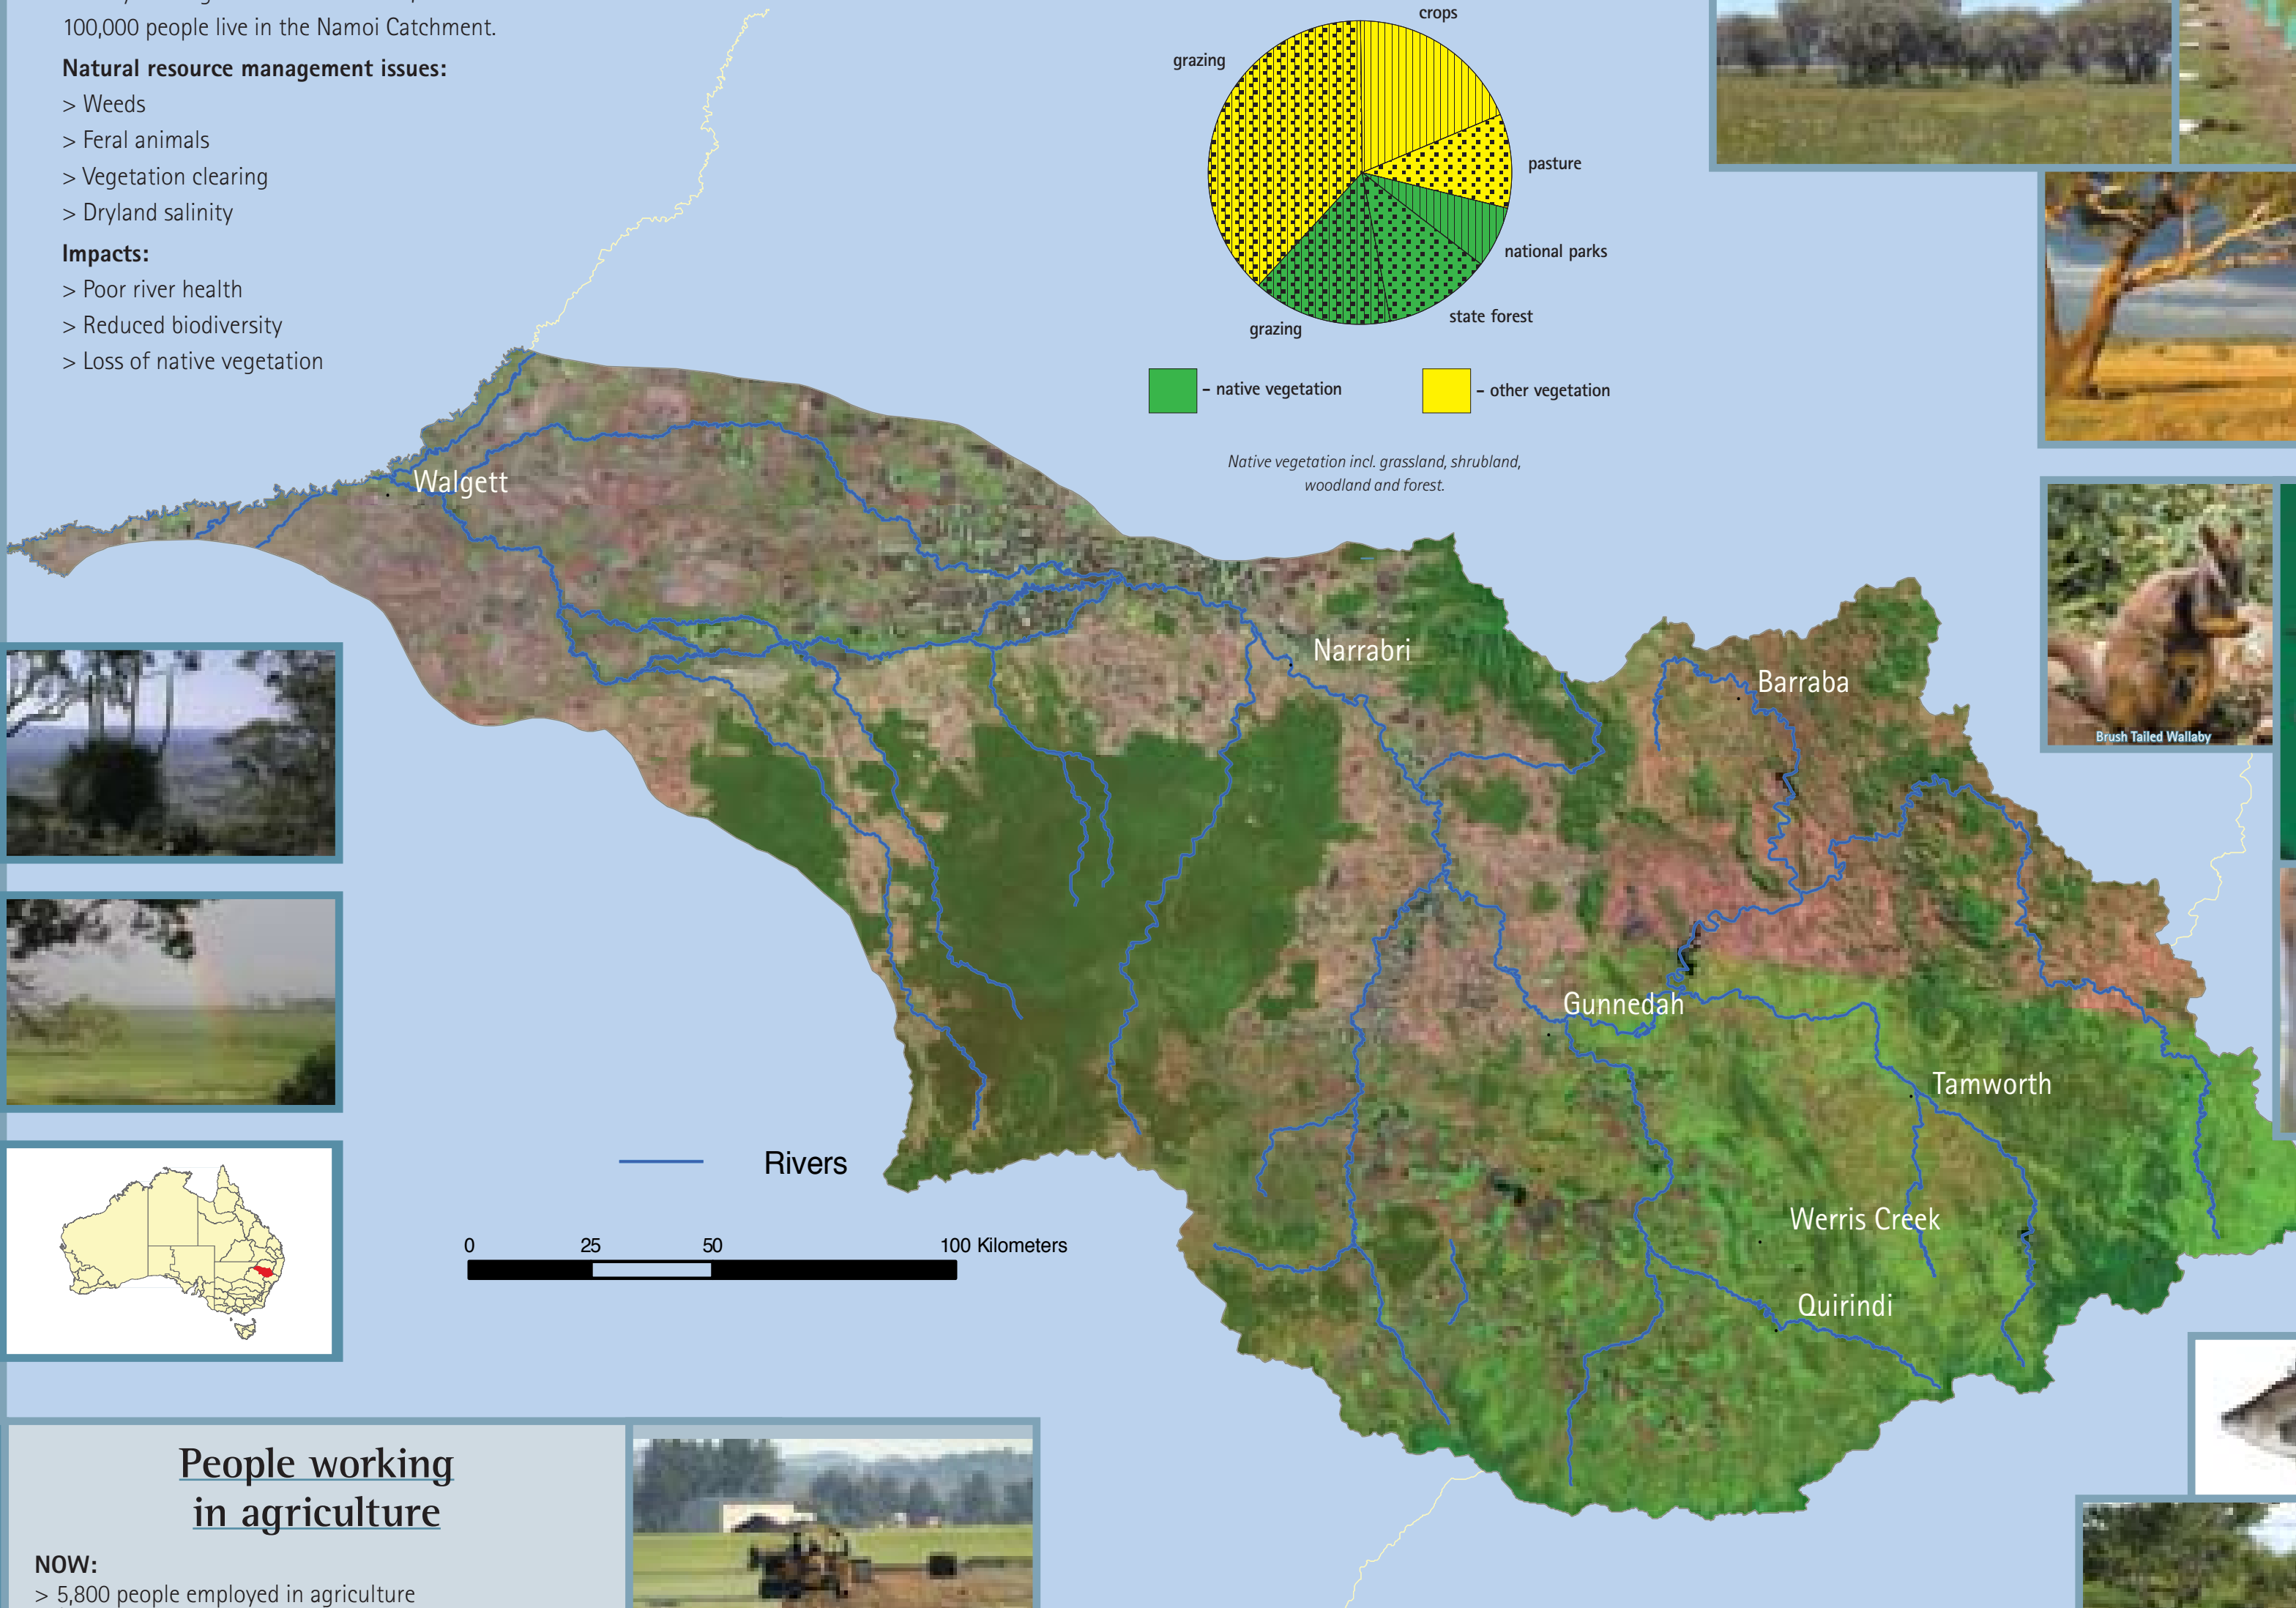 100,000 people live in the Namoi Catchment.
Natural resource management issues:
> Weeds
> Feral animals
> Vegetation clearing
> Dryland salinity
Impacts:
> Poor river health
> Reduced biodiversity
> Loss of native vegetation
crops
grazing
pasture
national parks
state forest
grazing
- native vegetation
- other vegetation
Native vegetation incl. grassland, shrubland,
woodland and forest.
Walgett
Narrabri
Barraba
Brush Tailed Wallaby
Gunnedah
Tamworth
Werris Creek
Quirindi
Rivers
0 25 50 100 Kilometers
People working
in agriculture
NOW:
> 5,800 people employed in agriculture